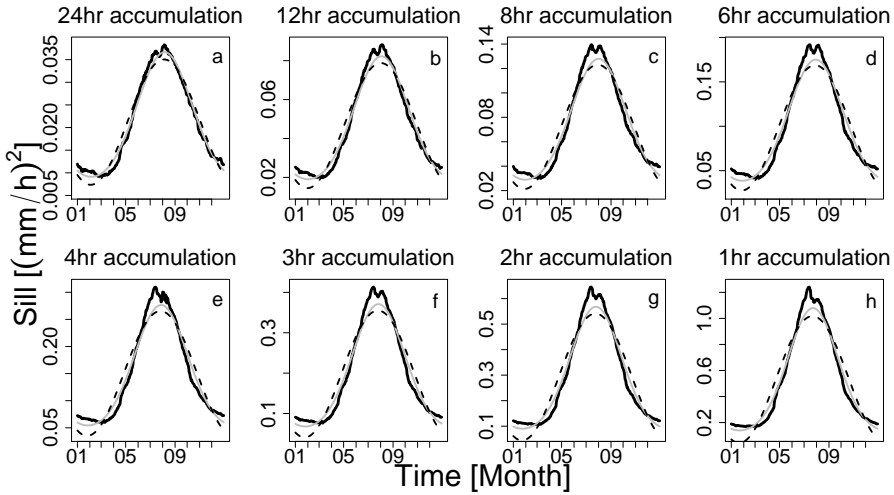 24hr accumulation 12hr accumulation 8hr accumulation 6hr accumulation
a b c d
0.035 0.020 0.005
0.06 0.02
0.14 0.08 0.02
0.15 0.05
01 05 09 01 05 09 01 05 09 01 05 09
Sill [(mm/h)^2]
4hr accumulation 3hr accumulation 2hr accumulation 1hr accumulation
e f g h
0.20 0.05
0.3 0.1
0.5 0.3 0.1
1.0 0.6 0.2
01 05 09 01 05 09 01 05 09 01 05 09
Time [Month]